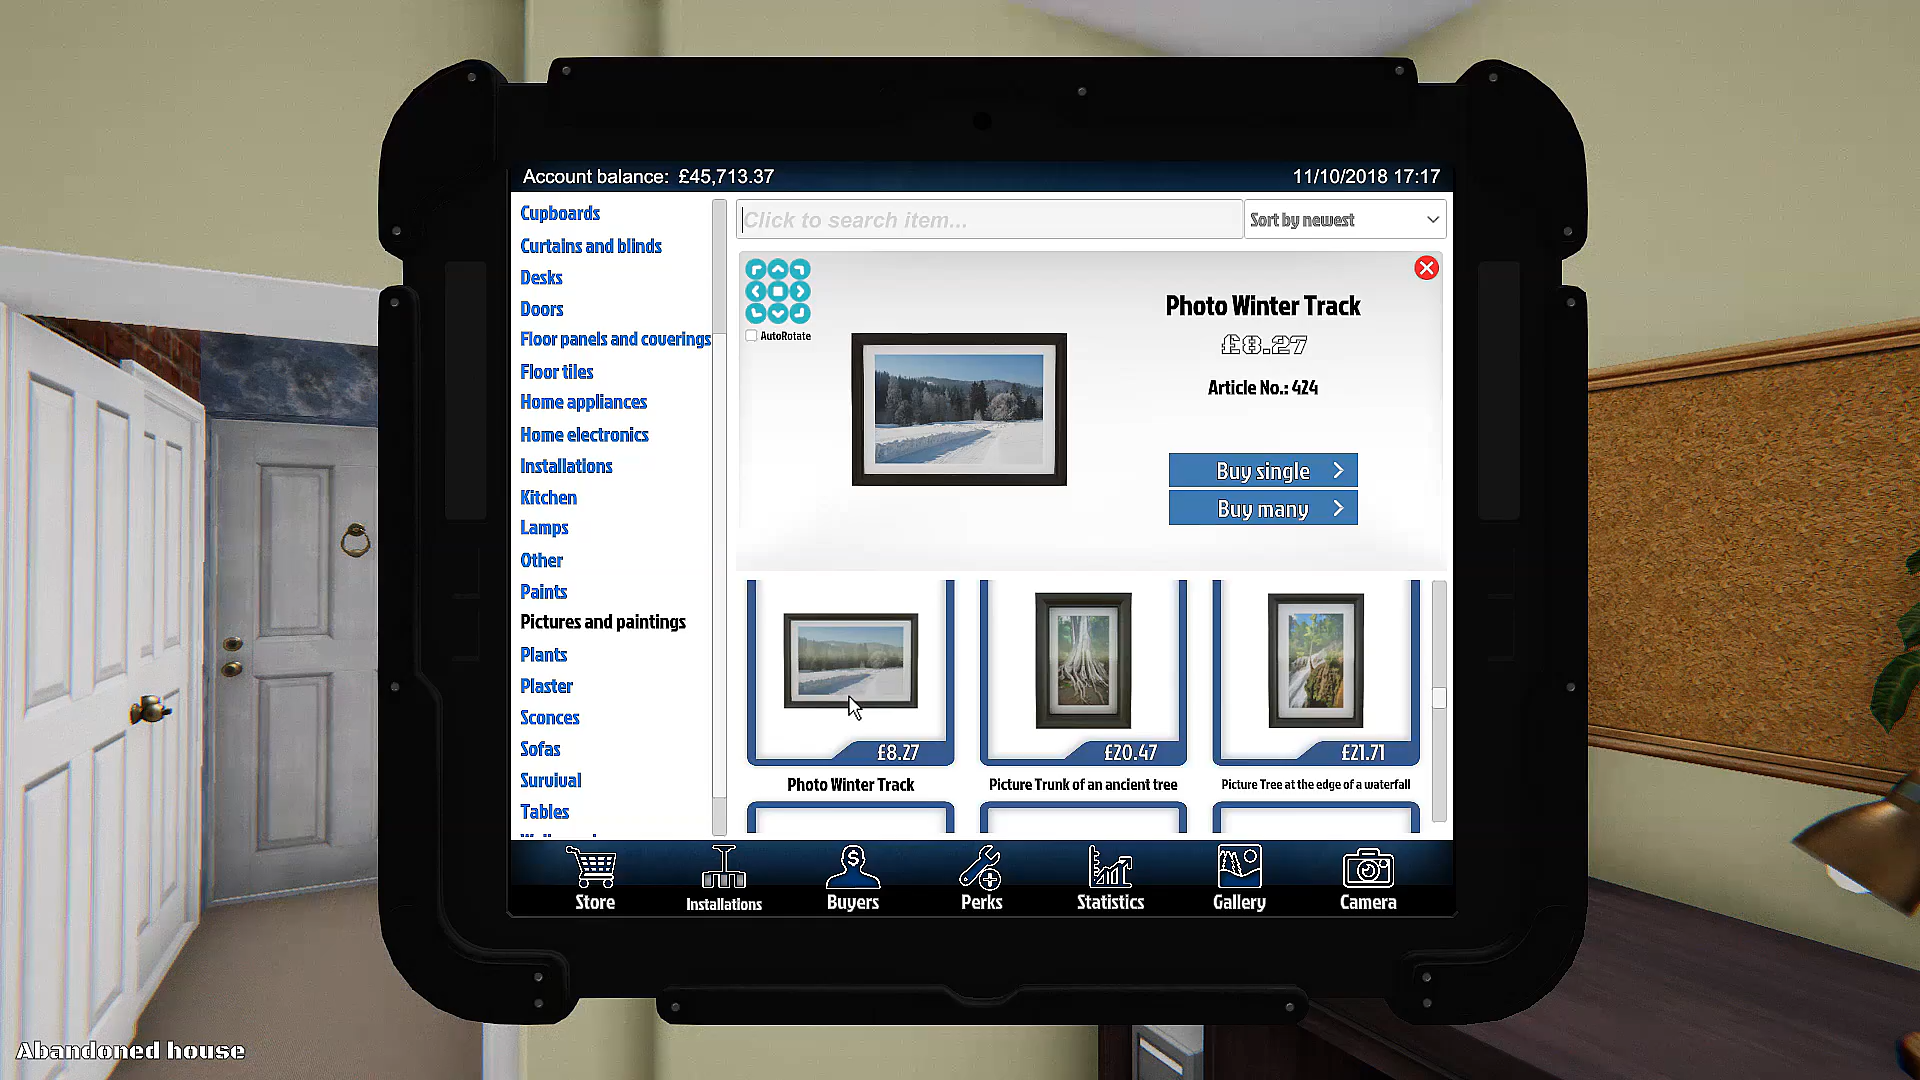 Account balance: £45,713.37
11/10/2018 17:17
Cupboards
Curtains and blinds
Desks
Doors
Floor panels and coverings
Floor tiles
Home appliances
Home electronics
Installations
Kitchen
Lamps
Other
Paints
Pictures and paintings
Plants
Plaster
Sconces
Sofas
Survival
Tables
Click to search item...
Sort by newest
AutoRotate
Photo Winter Track
£8.27
Article No.: 424
Buy single
Buy many
£8.27
£20.47
£21.71
Photo Winter Track
Picture Trunk of an ancient tree
Picture Tree at the edge of a waterfall
Store
Installations
Buyers
Perks
Statistics
Gallery
Camera
Abandoned house